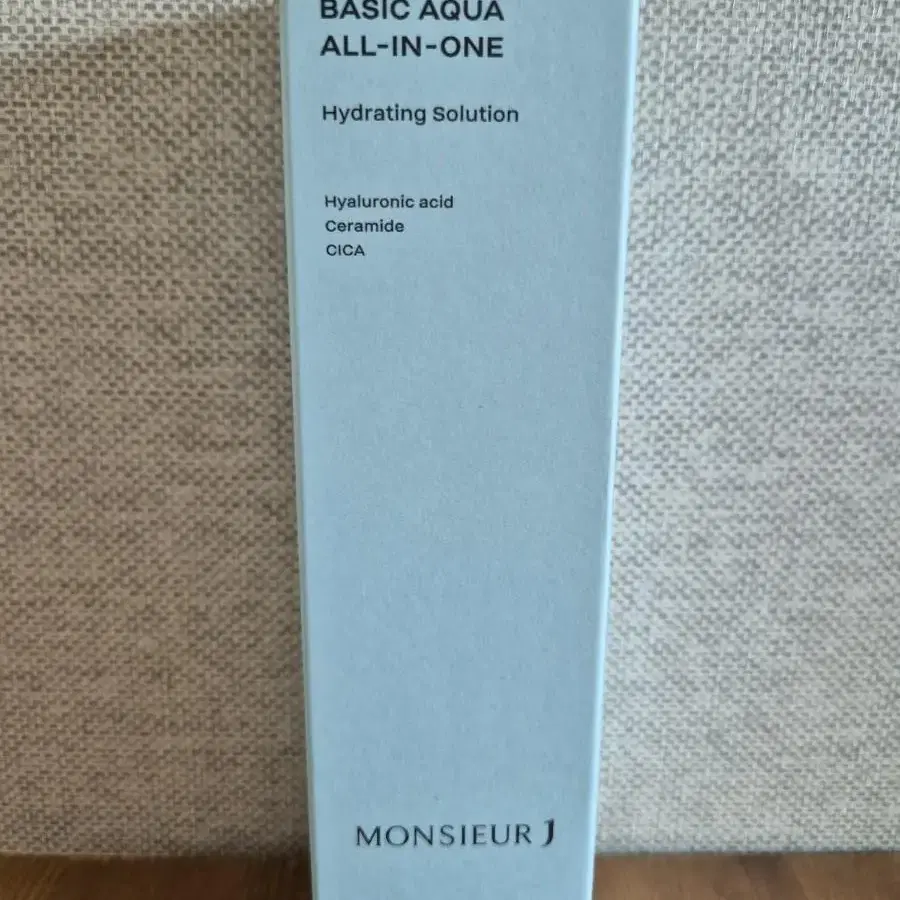 BASIC AQUA
ALL-IN-ONE
Hydrating Solution
Hyaluronic acid
Ceramide
CICA
MONSIEUR J